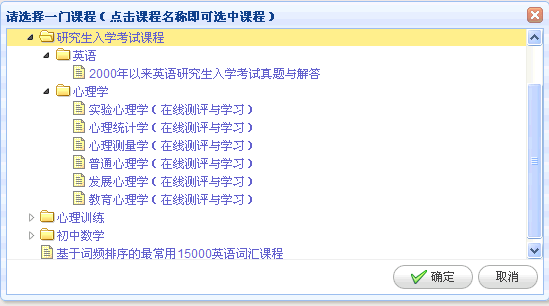 请选择一门课程（点击课程名称即可选中课程）
研究生入学考试课程
英语
2000年以来英语研究生入学考试真题与解答
心理学
实验心理学（在线测评与学习）
心理统计学（在线测评与学习）
心理测量学（在线测评与学习）
普通心理学（在线测评与学习）
发展心理学（在线测评与学习）
教育心理学（在线测评与学习）
心理训练
初中数学
基于词频排序的最常用15000英语词汇课程
确定 取消